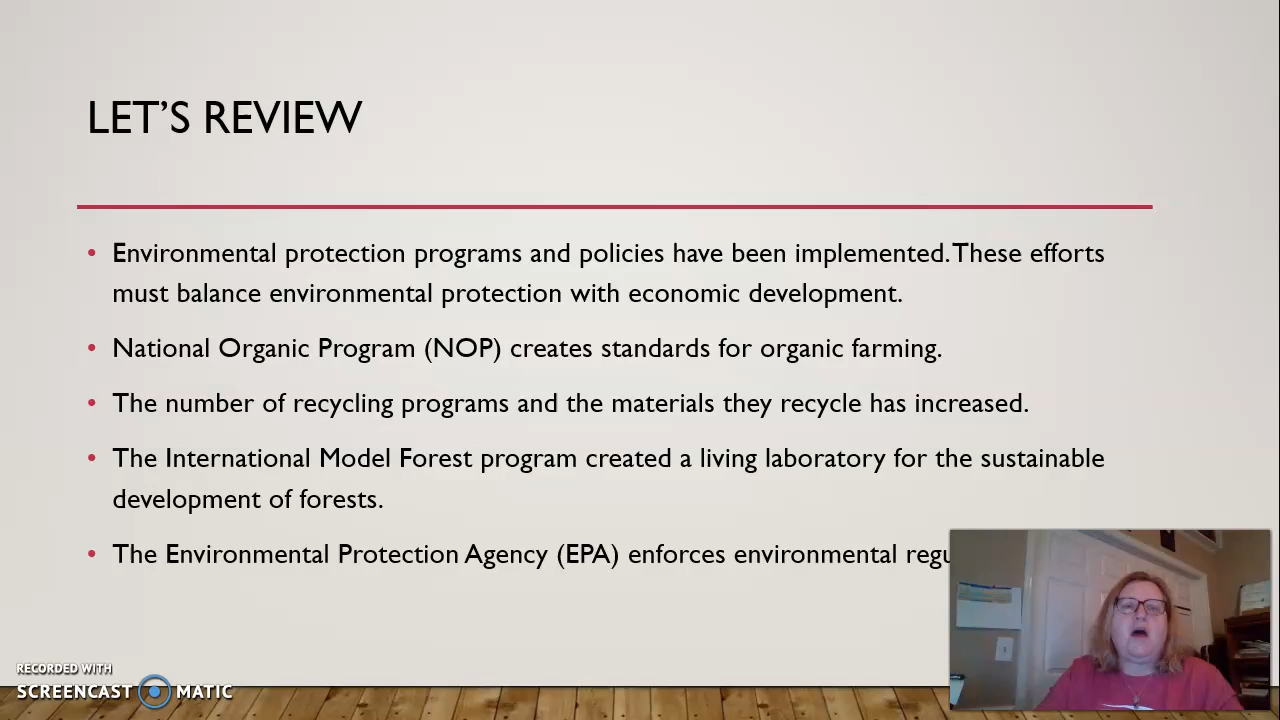 LET'S REVIEW
• Environmental protection programs and policies have been implemented. These efforts
must balance environmental protection with economic development.
• National Organic Program (NOP) creates standards for organic farming.
• The number of recycling programs and the materials they recycle has increased.
• The International Model Forest program created a living laboratory for the sustainable
development of forests.
• The Environmental Protection Agency (EPA) enforces environmental regu
RECORDED WITH
SCREENCAST MATIC